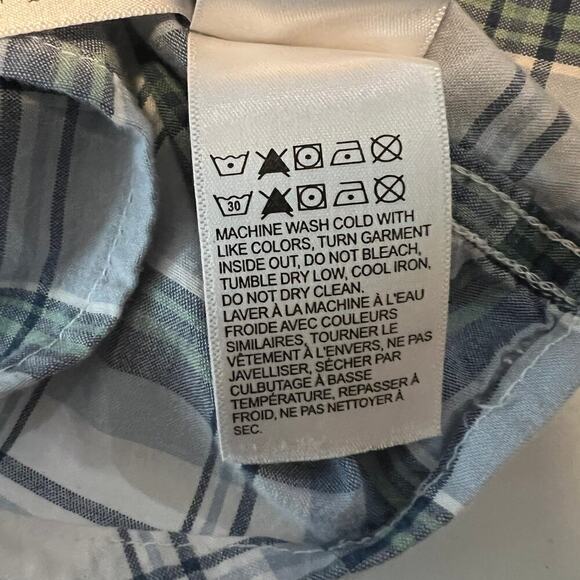 30
MACHINE WASH COLD WITH
LIKE COLORS, TURN GARMENT
INSIDE OUT, DO NOT BLEACH,
TUMBLE DRY LOW, COOL IRON,
DO NOT DRY CLEAN.
LAVER À LA MACHINE À L'EAU
FROIDE AVEC COULEURS
SIMILAIRES, TOURNER LE
VÊTEMENT À L'ENVERS, NE PAS
JAVELLISER, SÉCHER PAR
CULBUTAGE À BASSE
TEMPÉRATURE, REPASSER À
FROID, NE PAS NETTOYER À
SEC.